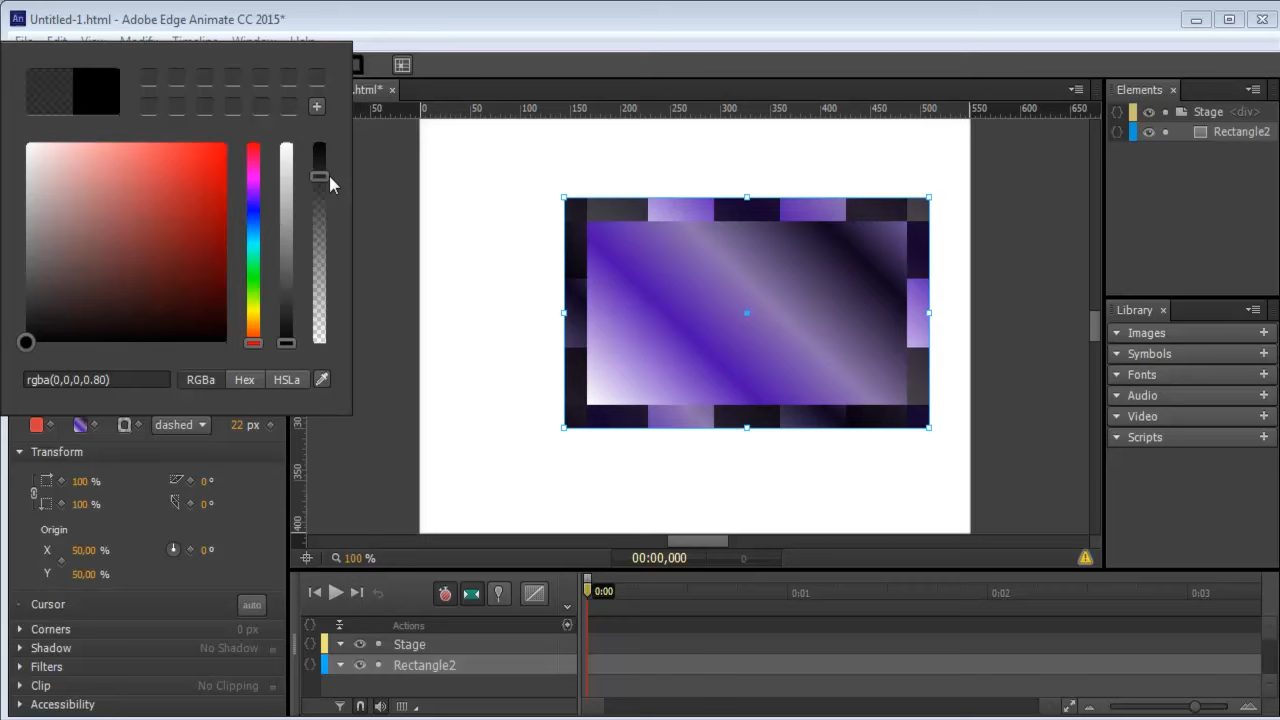 An Untitled-1.html - Adobe Edge Animate CC 2015*
File Edit View Modify Timeline Window Help
.html* ×
50 0 50 100 150 200 250 300 350 400 450 500 550 600 650
Elements ×
Stage <div>
Rectangle2
rgba(0,0,0,0.80) RGBa Hex HSLa
dashed 22 px
Transform
100 % 0 º
100 % 0 º
Origin
X 50,00 % 0 º
Y 50,00 %
Cursor auto
Corners 0 px
Shadow No Shadow
Filters
Clip No Clipping
Accessibility
350
400
100 % 00:00,000 0
0:00 0:01 0:02 0:03
Actions
Stage
Rectangle2
Library ×
Images
Symbols
Fonts
Audio
Video
Scripts